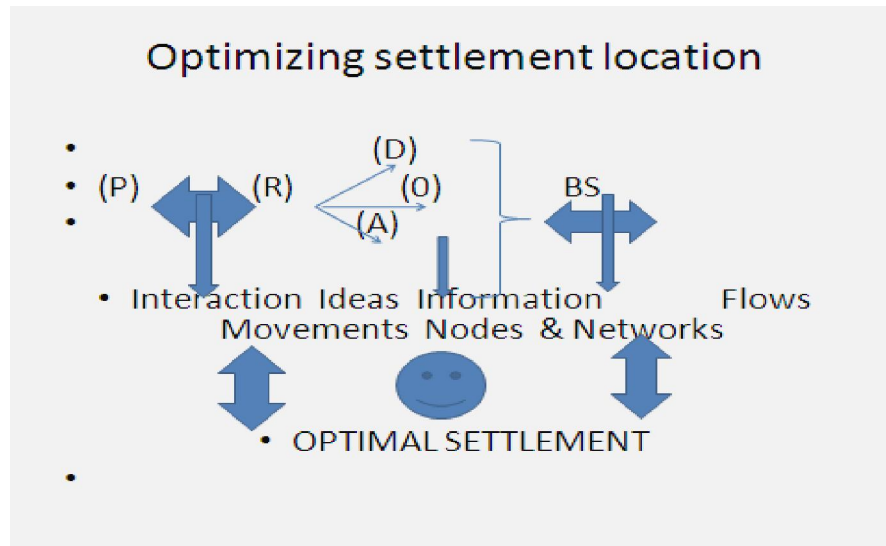 Optimizing settlement location
•
(D)
• (P) (R) (0) BS
• (A)
• Interaction Ideas Information Flows
Movements Nodes & Networks
• OPTIMAL SETTLEMENT
•